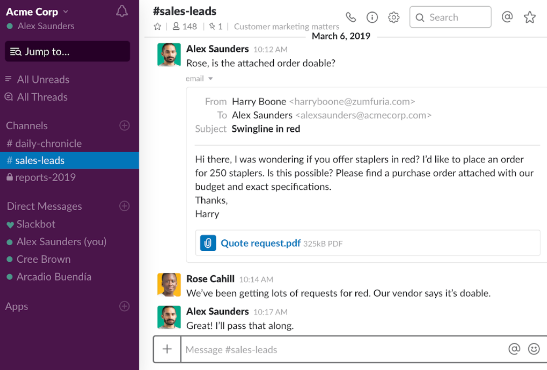 Acme Corp
Alex Saunders
Jump to...
All Unreads
All Threads
Channels
# daily-chronicle
# sales-leads
reports-2019
Direct Messages
Slackbot
Alex Saunders (you)
Cree Brown
Arcadio Buendía
Apps
#sales-leads
148 | 1 | Customer marketing matters
Search
March 6, 2019
Alex Saunders 10:12 AM
Rose, is the attached order doable?
email
From Harry Boone <harryboone@zumfuria.com>
To Alex Saunders <alexsaunders@acmecorp.com>
Subject Swingline in red
Hi there, I was wondering if you offer staplers in red? I'd like to place an order
for 250 staplers. Is this possible? Please find a purchase order attached with our
budget and exact specifications.
Thanks,
Harry
Quote request.pdf 325kB PDF
Rose Cahill 10:14 AM
We've been getting lots of requests for red. Our vendor says it's doable.
Alex Saunders 10:17 AM
Great! I'll pass that along.
Message #sales-leads